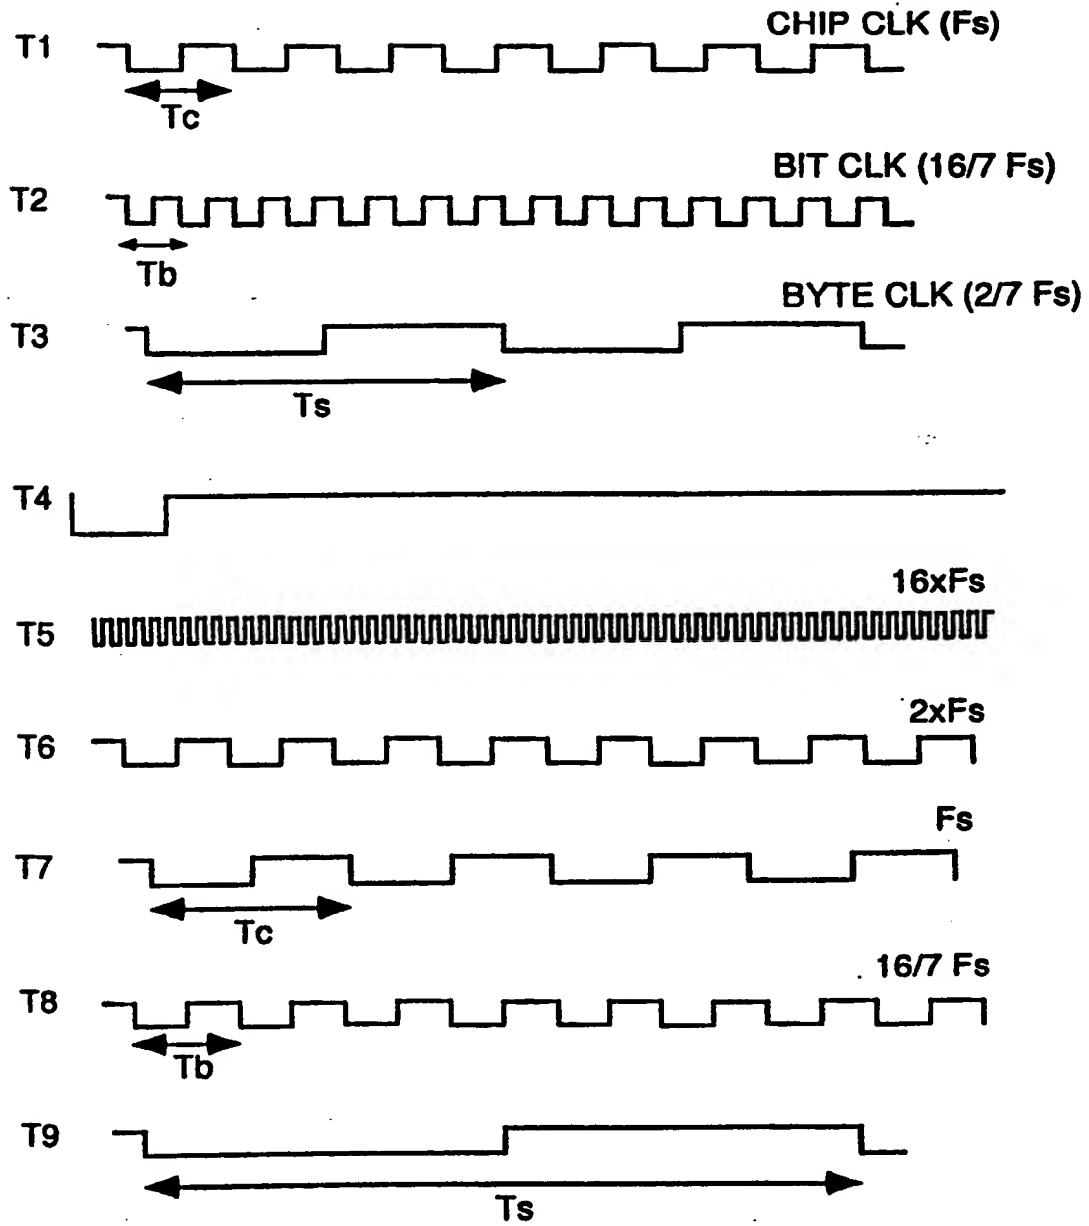 CHIP CLK (Fs)
T1
Tc
BIT CLK (16/7 Fs)
T2
Tb
BYTE CLK (2/7 Fs)
T3
Ts
T4
16xFs
T5
2xFs
T6
Fs
T7
Tc
16/7 Fs
T8
Tb
T9
Ts